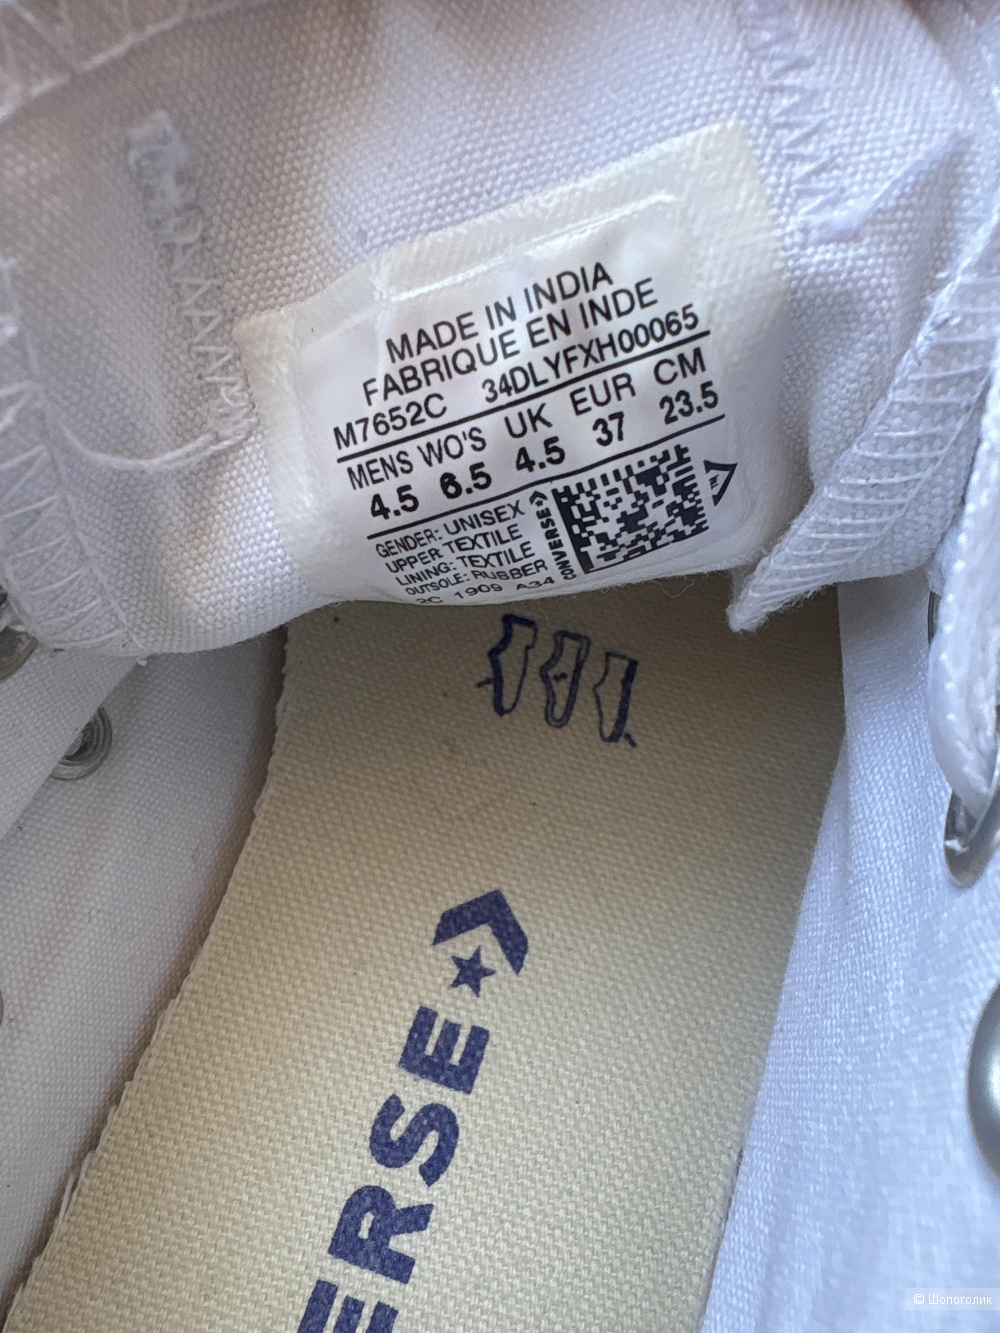 MADE IN INDIA
FABRIQUE EN INDE
M7652C 34DLYFXH00065
MENS WO'S UK EUR CM
4.5 6.5 4.5 37 23.5
GENDER: UNISEX
UPPER: TEXTILE
LINING: TEXTILE
OUTSOLE: RUBBER
2C 1909 A34
CONVERSE
ERSE
© Шопоголик